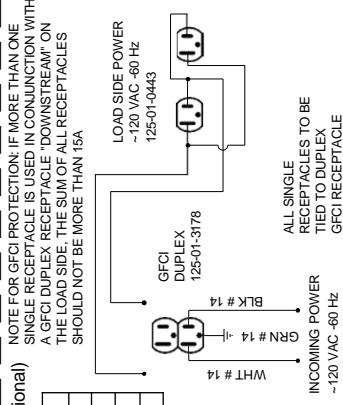 onal)
NOTE FOR GFCI PROTECTION: IF MORE THAN ONE
SINGLE RECEPTACLE IS USED IN CONJUNCTION WITH
A GFCI DUPLEX RECEPTACLE "DOWNSTREAM" ON
THE LOAD SIDE, THE SUM OF ALL RECEPTACLES
SHOULD NOT BE MORE THAN 15A
LOAD SIDE POWER
~120 VAC -60 Hz
125-01-0443
GFCI
DUPLEX
125-01-3178
WHT # 14
GRN # 14
BLK # 14
INCOMING POWER
~120 VAC -60 Hz
ALL SINGLE
RECEPTACLES TO BE
TIED TO DUPLEX
GFCI RECEPTACLE